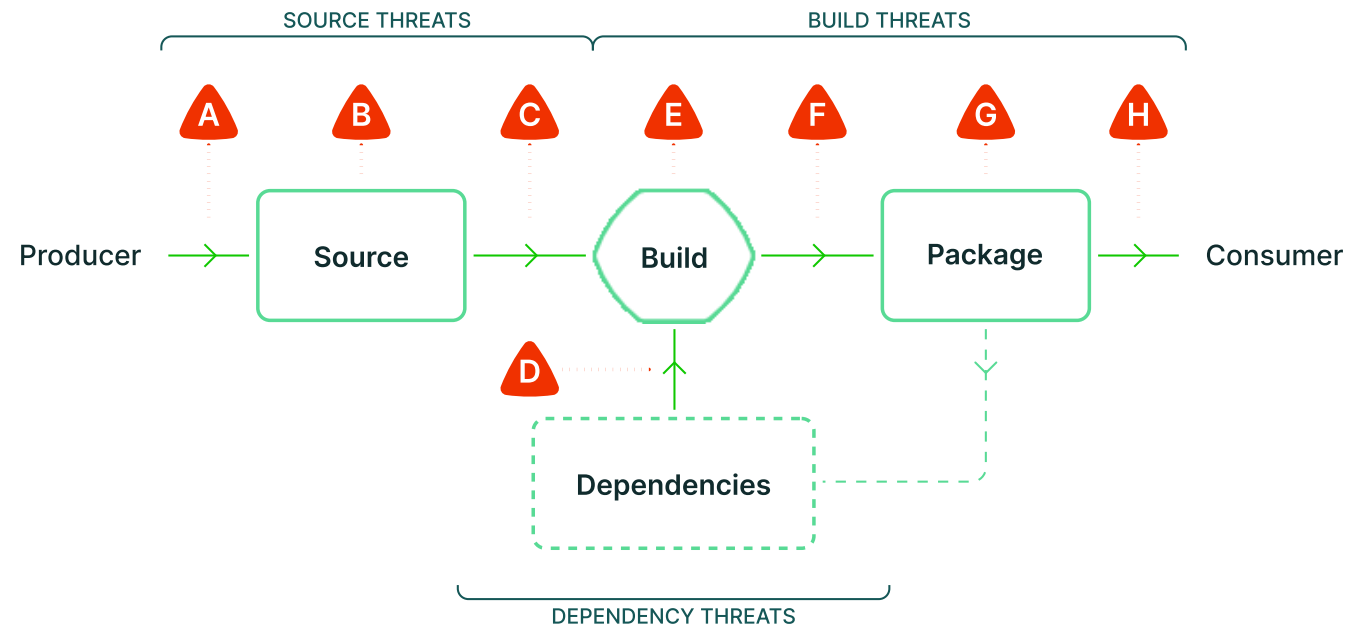 SOURCE THREATS
BUILD THREATS
A
B
C
E
F
G
H
Producer
Source
Build
Package
Consumer
D
Dependencies
DEPENDENCY THREATS